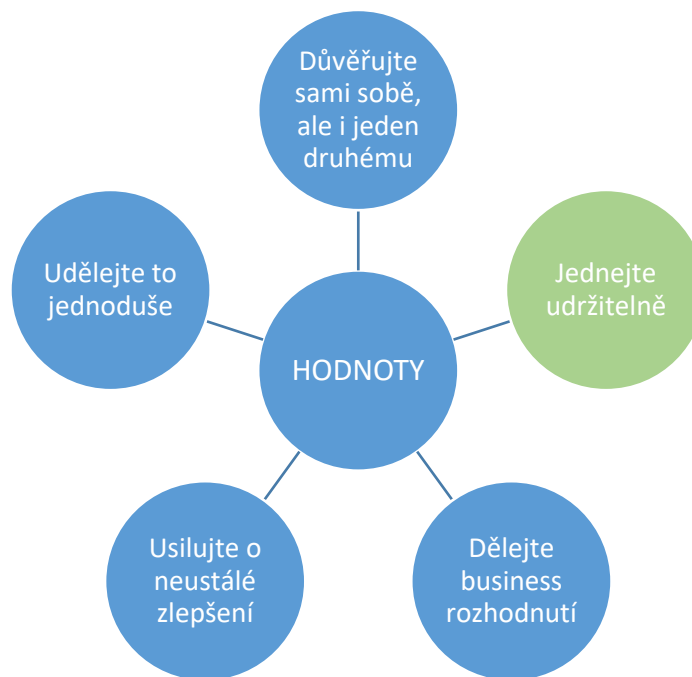 Důvěřujte
sami sobě,
ale i jeden
druhému
Udělejte to
jednoduše
Jednejte
udržitelně
HODNOTY
Usilujte o
neustálé
zlepšení
Dělejte
business
rozhodnutí